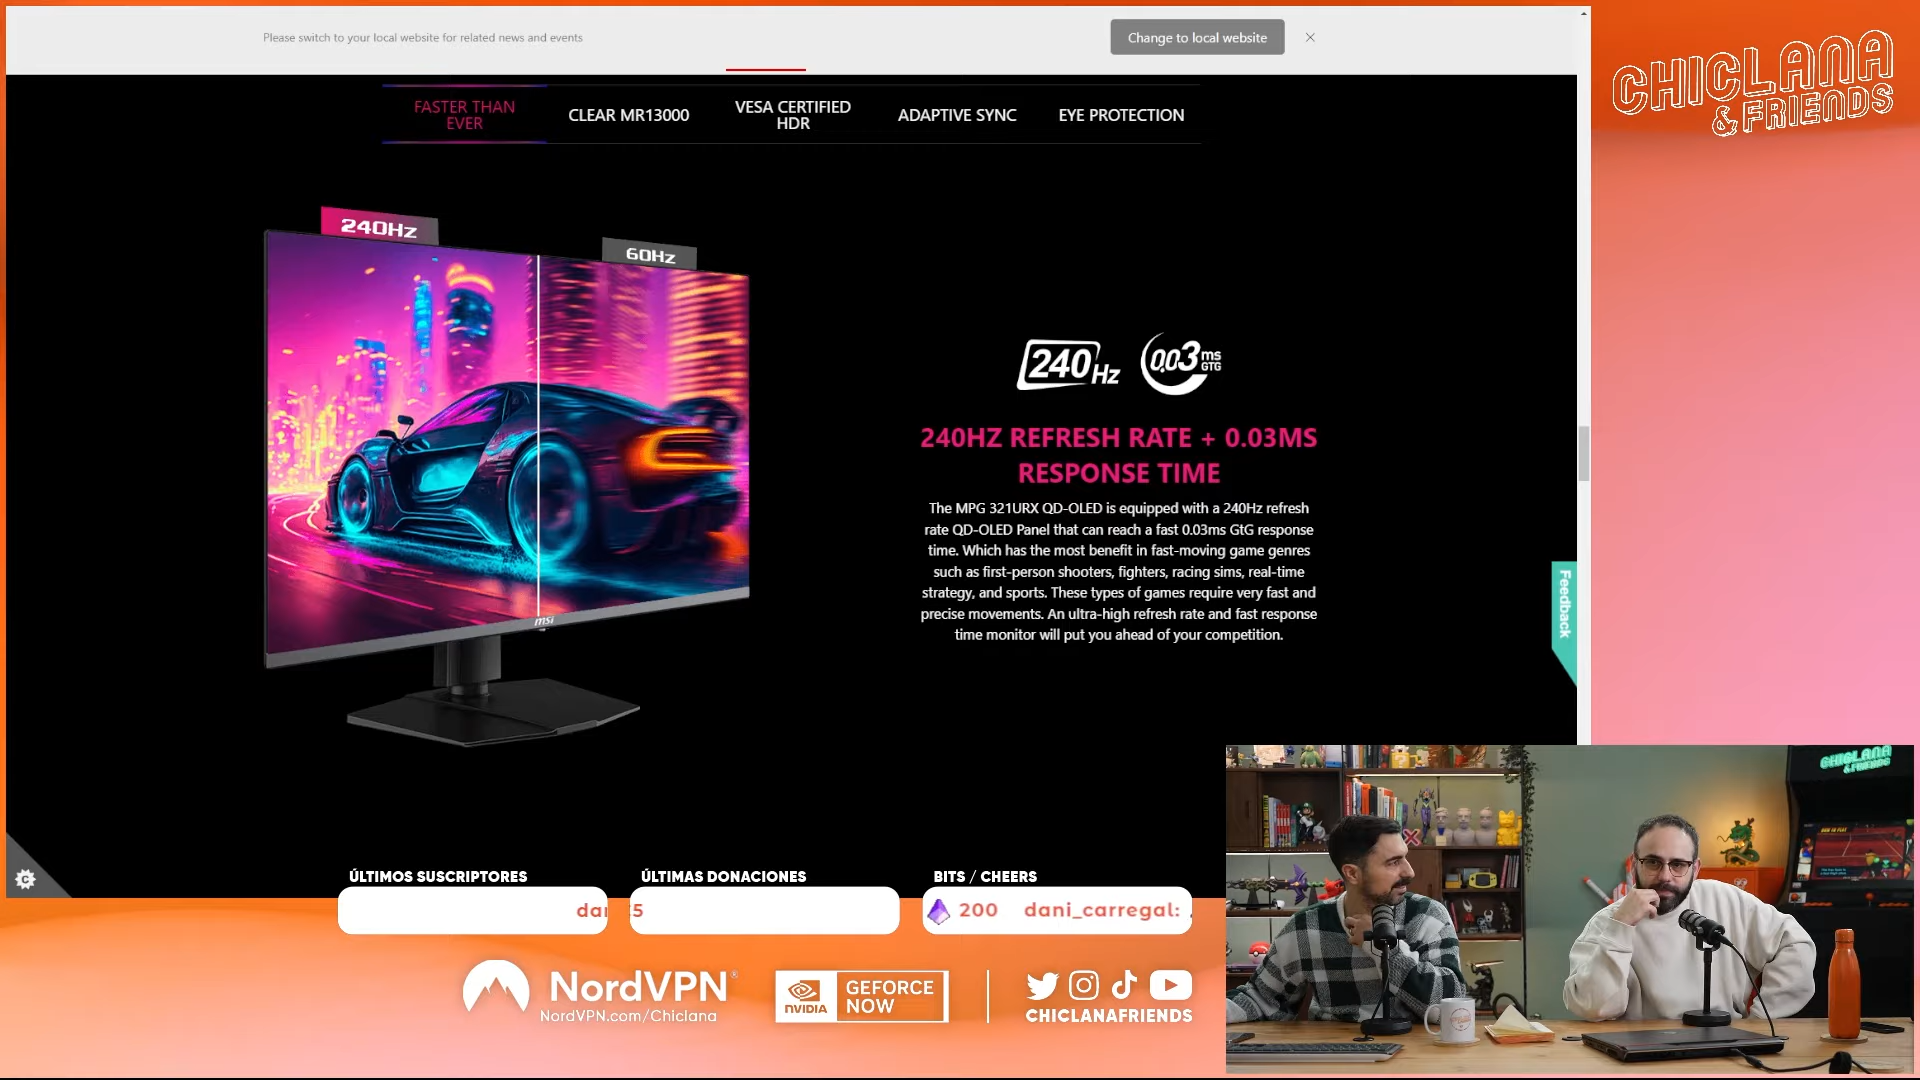 Please switch to your local website for related news and events
Change to local website
CHICLANA
& FRIENDS
FASTER THAN
EVER
CLEAR MR13000
VESA CERTIFIED
HDR
ADAPTIVE SYNC
EYE PROTECTION
240Hz
60Hz
msi
240Hz
0.03ms
GTG
240HZ REFRESH RATE + 0.03MS
RESPONSE TIME
The MPG 321URX QD-OLED is equipped with a 240Hz refresh
rate QD-OLED Panel that can reach a fast 0.03ms GtG response
time. Which has the most benefit in fast-moving game genres
such as first-person shooters, fighters, racing sims, real-time
strategy, and sports. These types of games require very fast and
precise movements. An ultra-high refresh rate and fast response
time monitor will put you ahead of your competition.
Feedback
ÚLTIMOS SUSCRIPTORES
ÚLTIMAS DONACIONES
BITS / CHEERS
200 dani_carregal:
NordVPN®
NordVPN.com/Chiclana
NVIDIA
GEFORCE
NOW
CHICLANAFRIENDS
CHICLANA
& FRIENDS